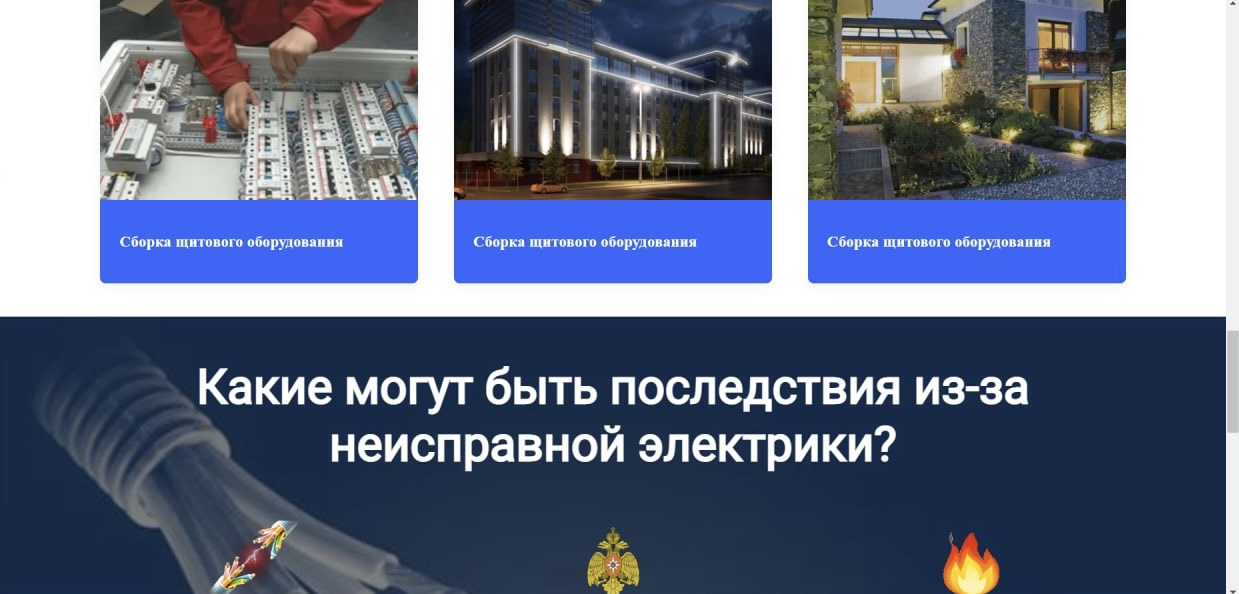 Сборка щитового оборудования
Сборка щитового оборудования
Сборка щитового оборудования
Какие могут быть последствия из-за
неисправной электрики?